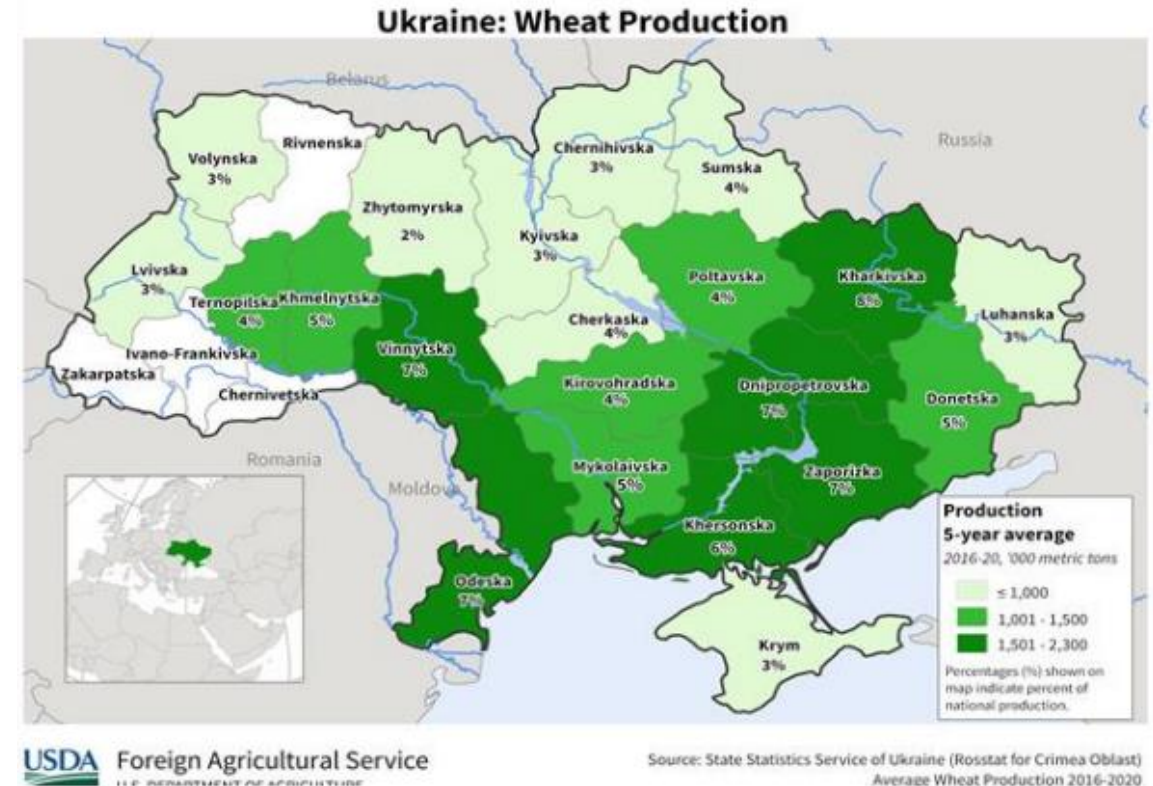 Ukraine: Wheat Production
Belarus
Russia
Rivnenska
Volynska
3%
Chernihivska
3%
Sumska
4%
Zhytomyrska
2%
Kyivska
3%
Lvivska
3%
Poltavska
4%
Kharkivska
8%
Ternopilska
4%
Khmelnytska
5%
Cherkaska
4%
Luhanska
3%
Ivano-Frankivska
Vinnytska
7%
Zakarpatska
Chernivetska
Kirovohradska
4%
Dnipropetrovska
7%
Donetska
5%
Romania
Moldova
Mykolaivska
5%
Zaporizka
7%
Khersonska
6%
Odeska
7%
Krym
3%
Production
5-year average
2016-20, '000 metric tons
≤ 1,000
1,001 - 1,500
1,501 - 2,300
Percentages (%) shown on
map indicate percent of
national production.
USDA
Foreign Agricultural Service
U.S. DEPARTMENT OF AGRICULTURE
Source: State Statistics Service of Ukraine (Rosstat for Crimea Oblast)
Average Wheat Production 2016-2020